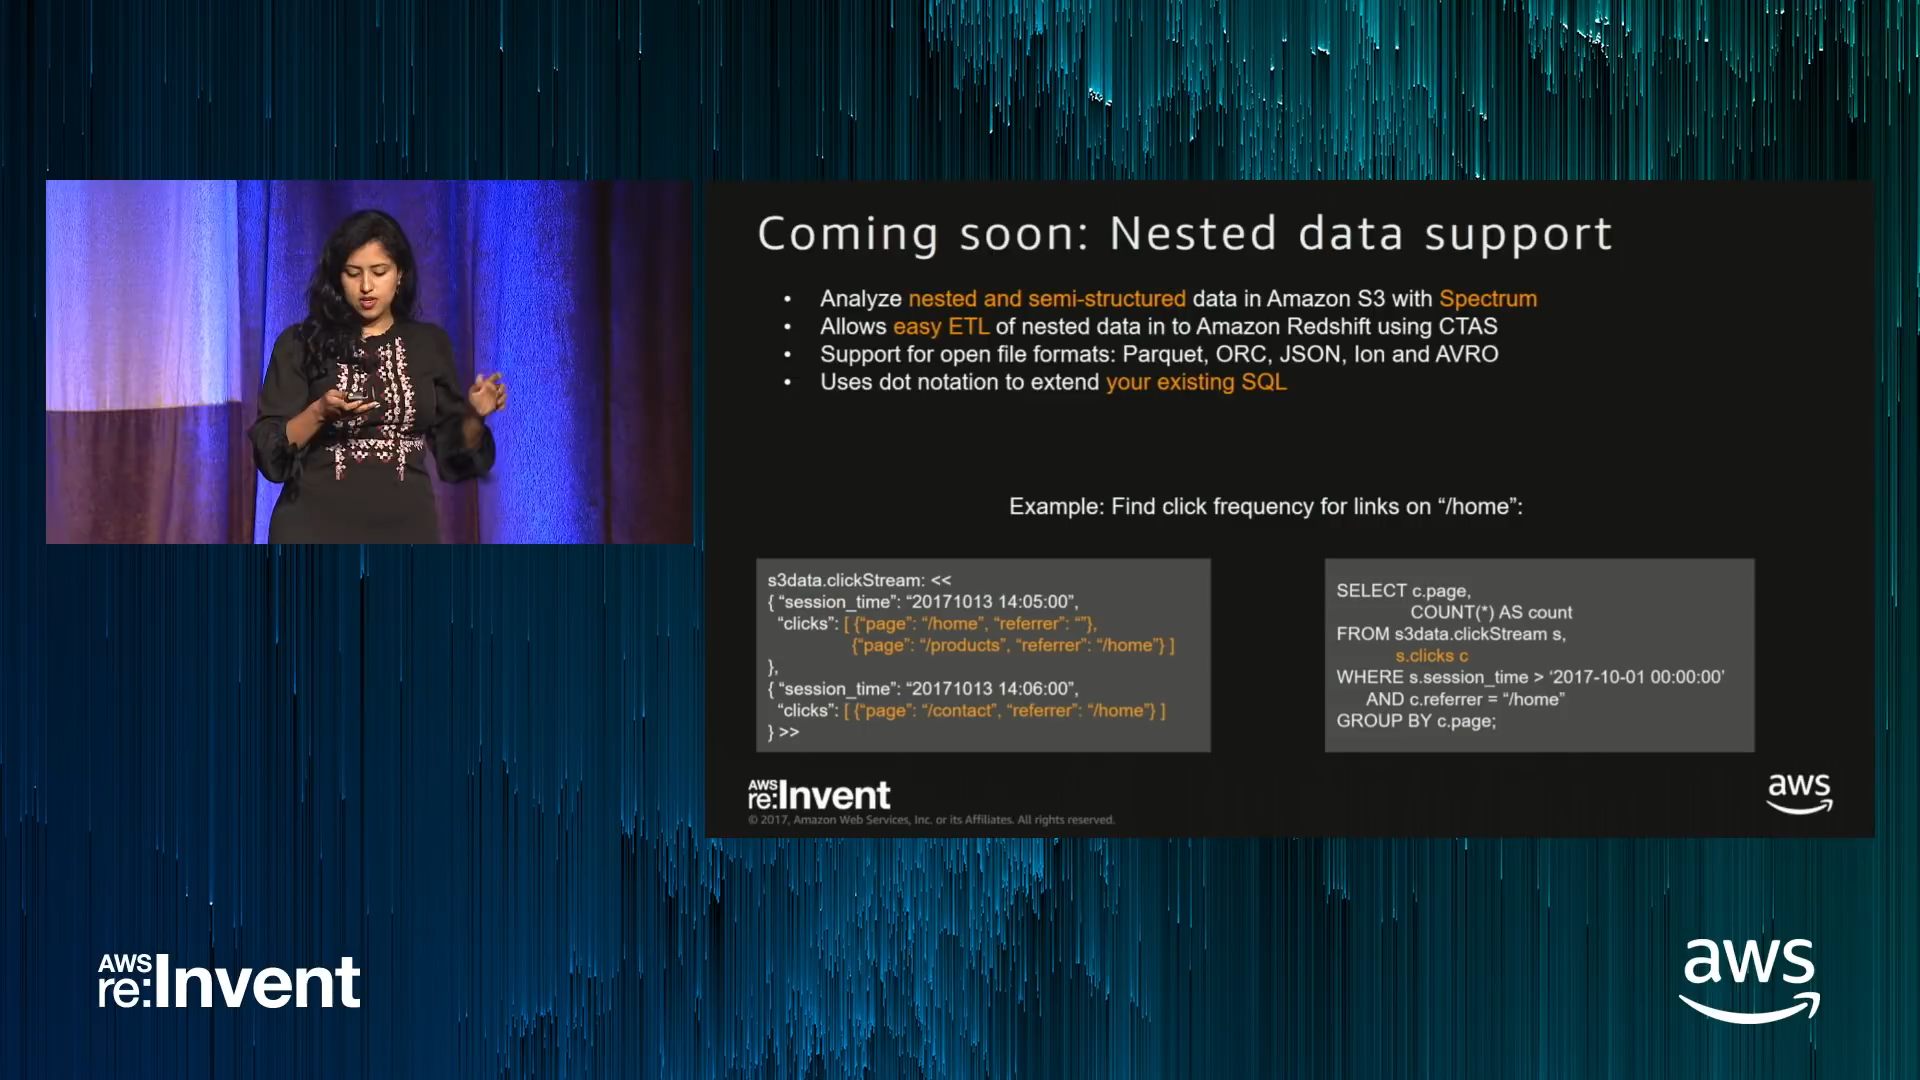 Coming soon: Nested data support
• Analyze nested and semi-structured data in Amazon S3 with Spectrum
• Allows easy ETL of nested data in to Amazon Redshift using CTAS
• Support for open file formats: Parquet, ORC, JSON, Ion and AVRO
• Uses dot notation to extend your existing SQL
Example: Find click frequency for links on “/home”:
s3data.clickStream: <<
{ “session_time”: “20171013 14:05:00”,
“clicks”: [ {“page”: “/home”, “referrer”: “”},
{“page”: “/products”, “referrer”: “/home”} ]
},
{ “session_time”: “20171013 14:06:00”,
“clicks”: [ {“page”: “/contact”, “referrer”: “/home”} ]
} >>
SELECT c.page,
COUNT(*) AS count
FROM s3data.clickStream s,
s.clicks c
WHERE s.session_time > ‘2017-10-01 00:00:00’
AND c.referrer = “/home”
GROUP BY c.page;
AWS
re:Invent
© 2017, Amazon Web Services, Inc. or its Affiliates. All rights reserved.
aws
AWS
re:Invent
aws